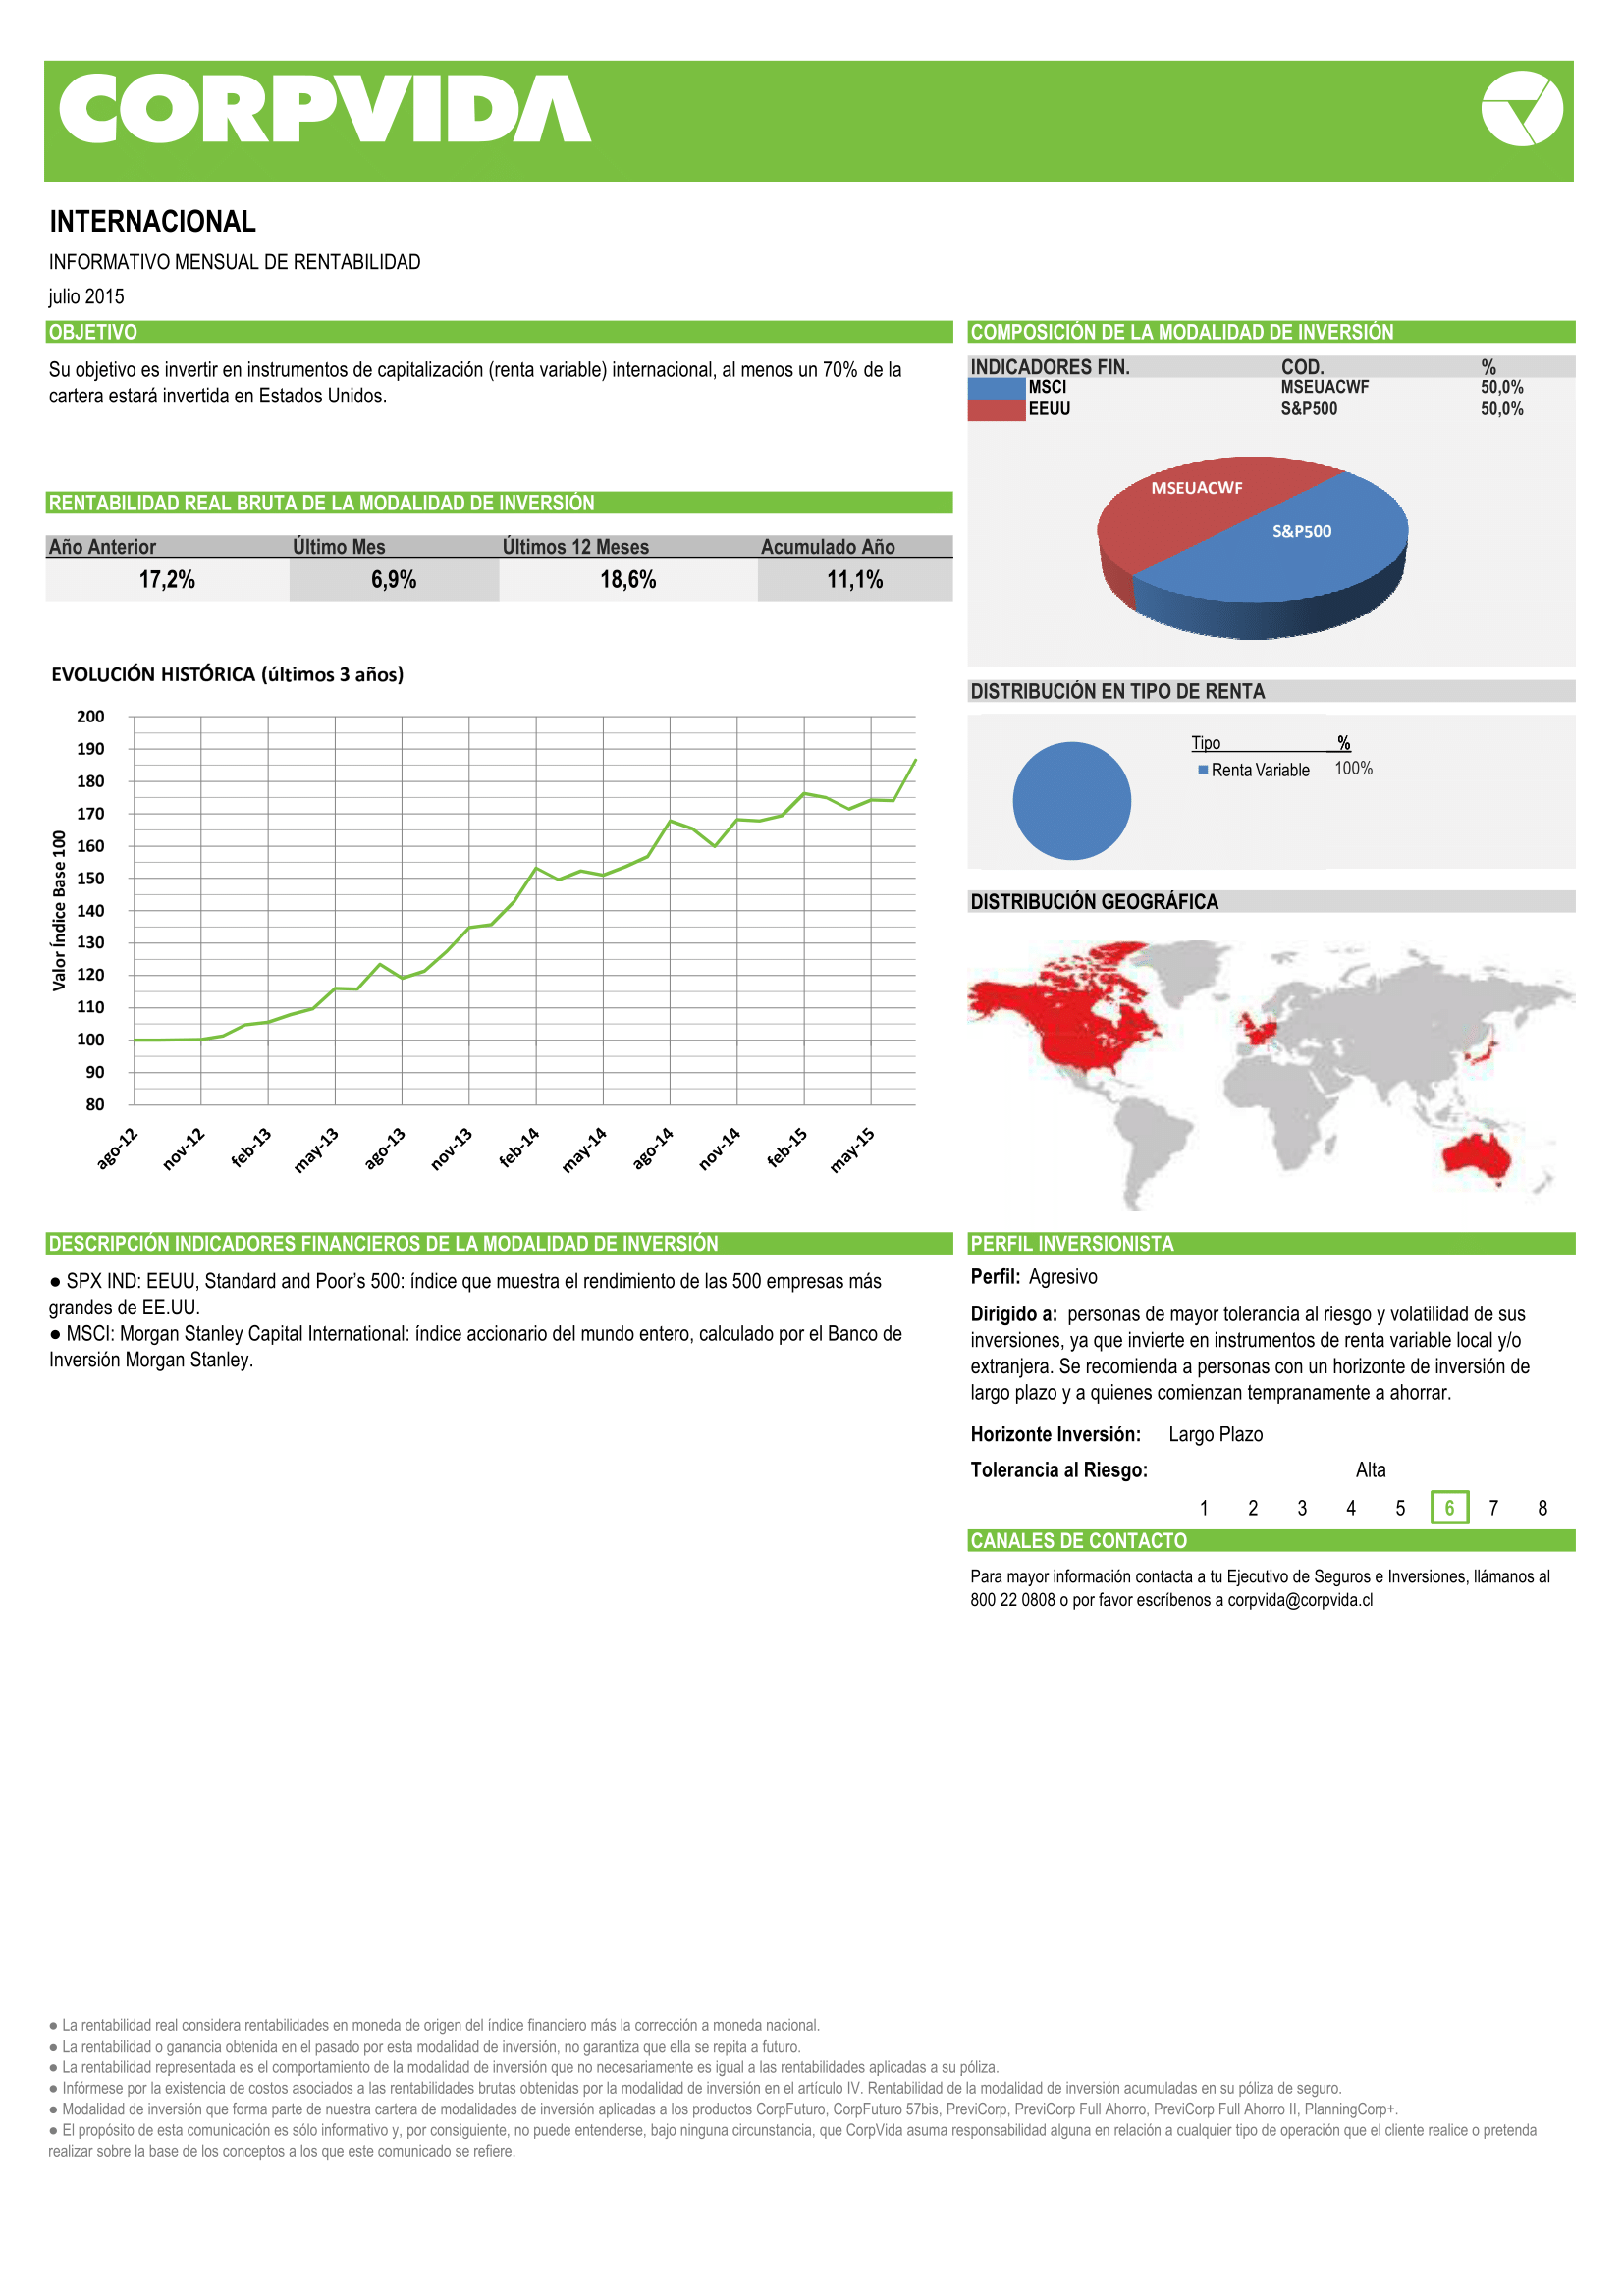 CORPVIDA
INTERNACIONAL
INFORMATIVO MENSUAL DE RENTABILIDAD
julio 2015
OBJETIVO
Su objetivo es invertir en instrumentos de capitalización (renta variable) internacional, al menos un 70% de la
cartera estará invertida en Estados Unidos.
RENTABILIDAD REAL BRUTA DE LA MODALIDAD DE INVERSIÓN
Año Anterior Último Mes Últimos 12 Meses Acumulado Año
17,2% 6,9% 18,6% 11,1%
EVOLUCIÓN HISTÓRICA (últimos 3 años)
Valor Índice Base 100
200
190
180
170
160
150
140
130
120
110
100
90
80
ago-12 nov-12 feb-13 may-13 ago-13 nov-13 feb-14 may-14 ago-14 nov-14 feb-15 may-15
COMPOSICIÓN DE LA MODALIDAD DE INVERSIÓN
INDICADORES FIN. COD. %
MSCI MSEUACWF 50,0%
EEUU S&P500 50,0%
MSEUACWF
S&P500
DISTRIBUCIÓN EN TIPO DE RENTA
Tipo %
Renta Variable 100%
DISTRIBUCIÓN GEOGRÁFICA
DESCRIPCIÓN INDICADORES FINANCIEROS DE LA MODALIDAD DE INVERSIÓN
● SPX IND: EEUU, Standard and Poor’s 500: índice que muestra el rendimiento de las 500 empresas más
grandes de EE.UU.
● MSCI: Morgan Stanley Capital International: índice accionario del mundo entero, calculado por el Banco de
Inversión Morgan Stanley.
PERFIL INVERSIONISTA
Perfil: Agresivo
Dirigido a: personas de mayor tolerancia al riesgo y volatilidad de sus
inversiones, ya que invierte en instrumentos de renta variable local y/o
extranjera. Se recomienda a personas con un horizonte de inversión de
largo plazo y a quienes comienzan tempranamente a ahorrar.
Horizonte Inversión: Largo Plazo
Tolerancia al Riesgo: Alta
1 2 3 4 5 6 7 8
CANALES DE CONTACTO
Para mayor información contacta a tu Ejecutivo de Seguros e Inversiones, llámanos al
800 22 0808 o por favor escríbenos a corpvida@corpvida.cl
● La rentabilidad real considera rentabilidades en moneda de origen del índice financiero más la corrección a moneda nacional.
● La rentabilidad o ganancia obtenida en el pasado por esta modalidad de inversión, no garantiza que ella se repita a futuro.
● La rentabilidad representada es el comportamiento de la modalidad de inversión que no necesariamente es igual a las rentabilidades aplicadas a su póliza.
● Infórmese por la existencia de costos asociados a las rentabilidades brutas obtenidas por la modalidad de inversión en el artículo IV. Rentabilidad de la modalidad de inversión acumuladas en su póliza de seguro.
● Modalidad de inversión que forma parte de nuestra cartera de modalidades de inversión aplicadas a los productos CorpFuturo, CorpFuturo 57bis, PreviCorp, PreviCorp Full Ahorro, PreviCorp Full Ahorro II, PlanningCorp+.
● El propósito de esta comunicación es sólo informativo y, por consiguiente, no puede entenderse, bajo ninguna circunstancia, que CorpVida asuma responsabilidad alguna en relación a cualquier tipo de operación que el cliente realice o pretenda
realizar sobre la base de los conceptos a los que este comunicado se refiere.